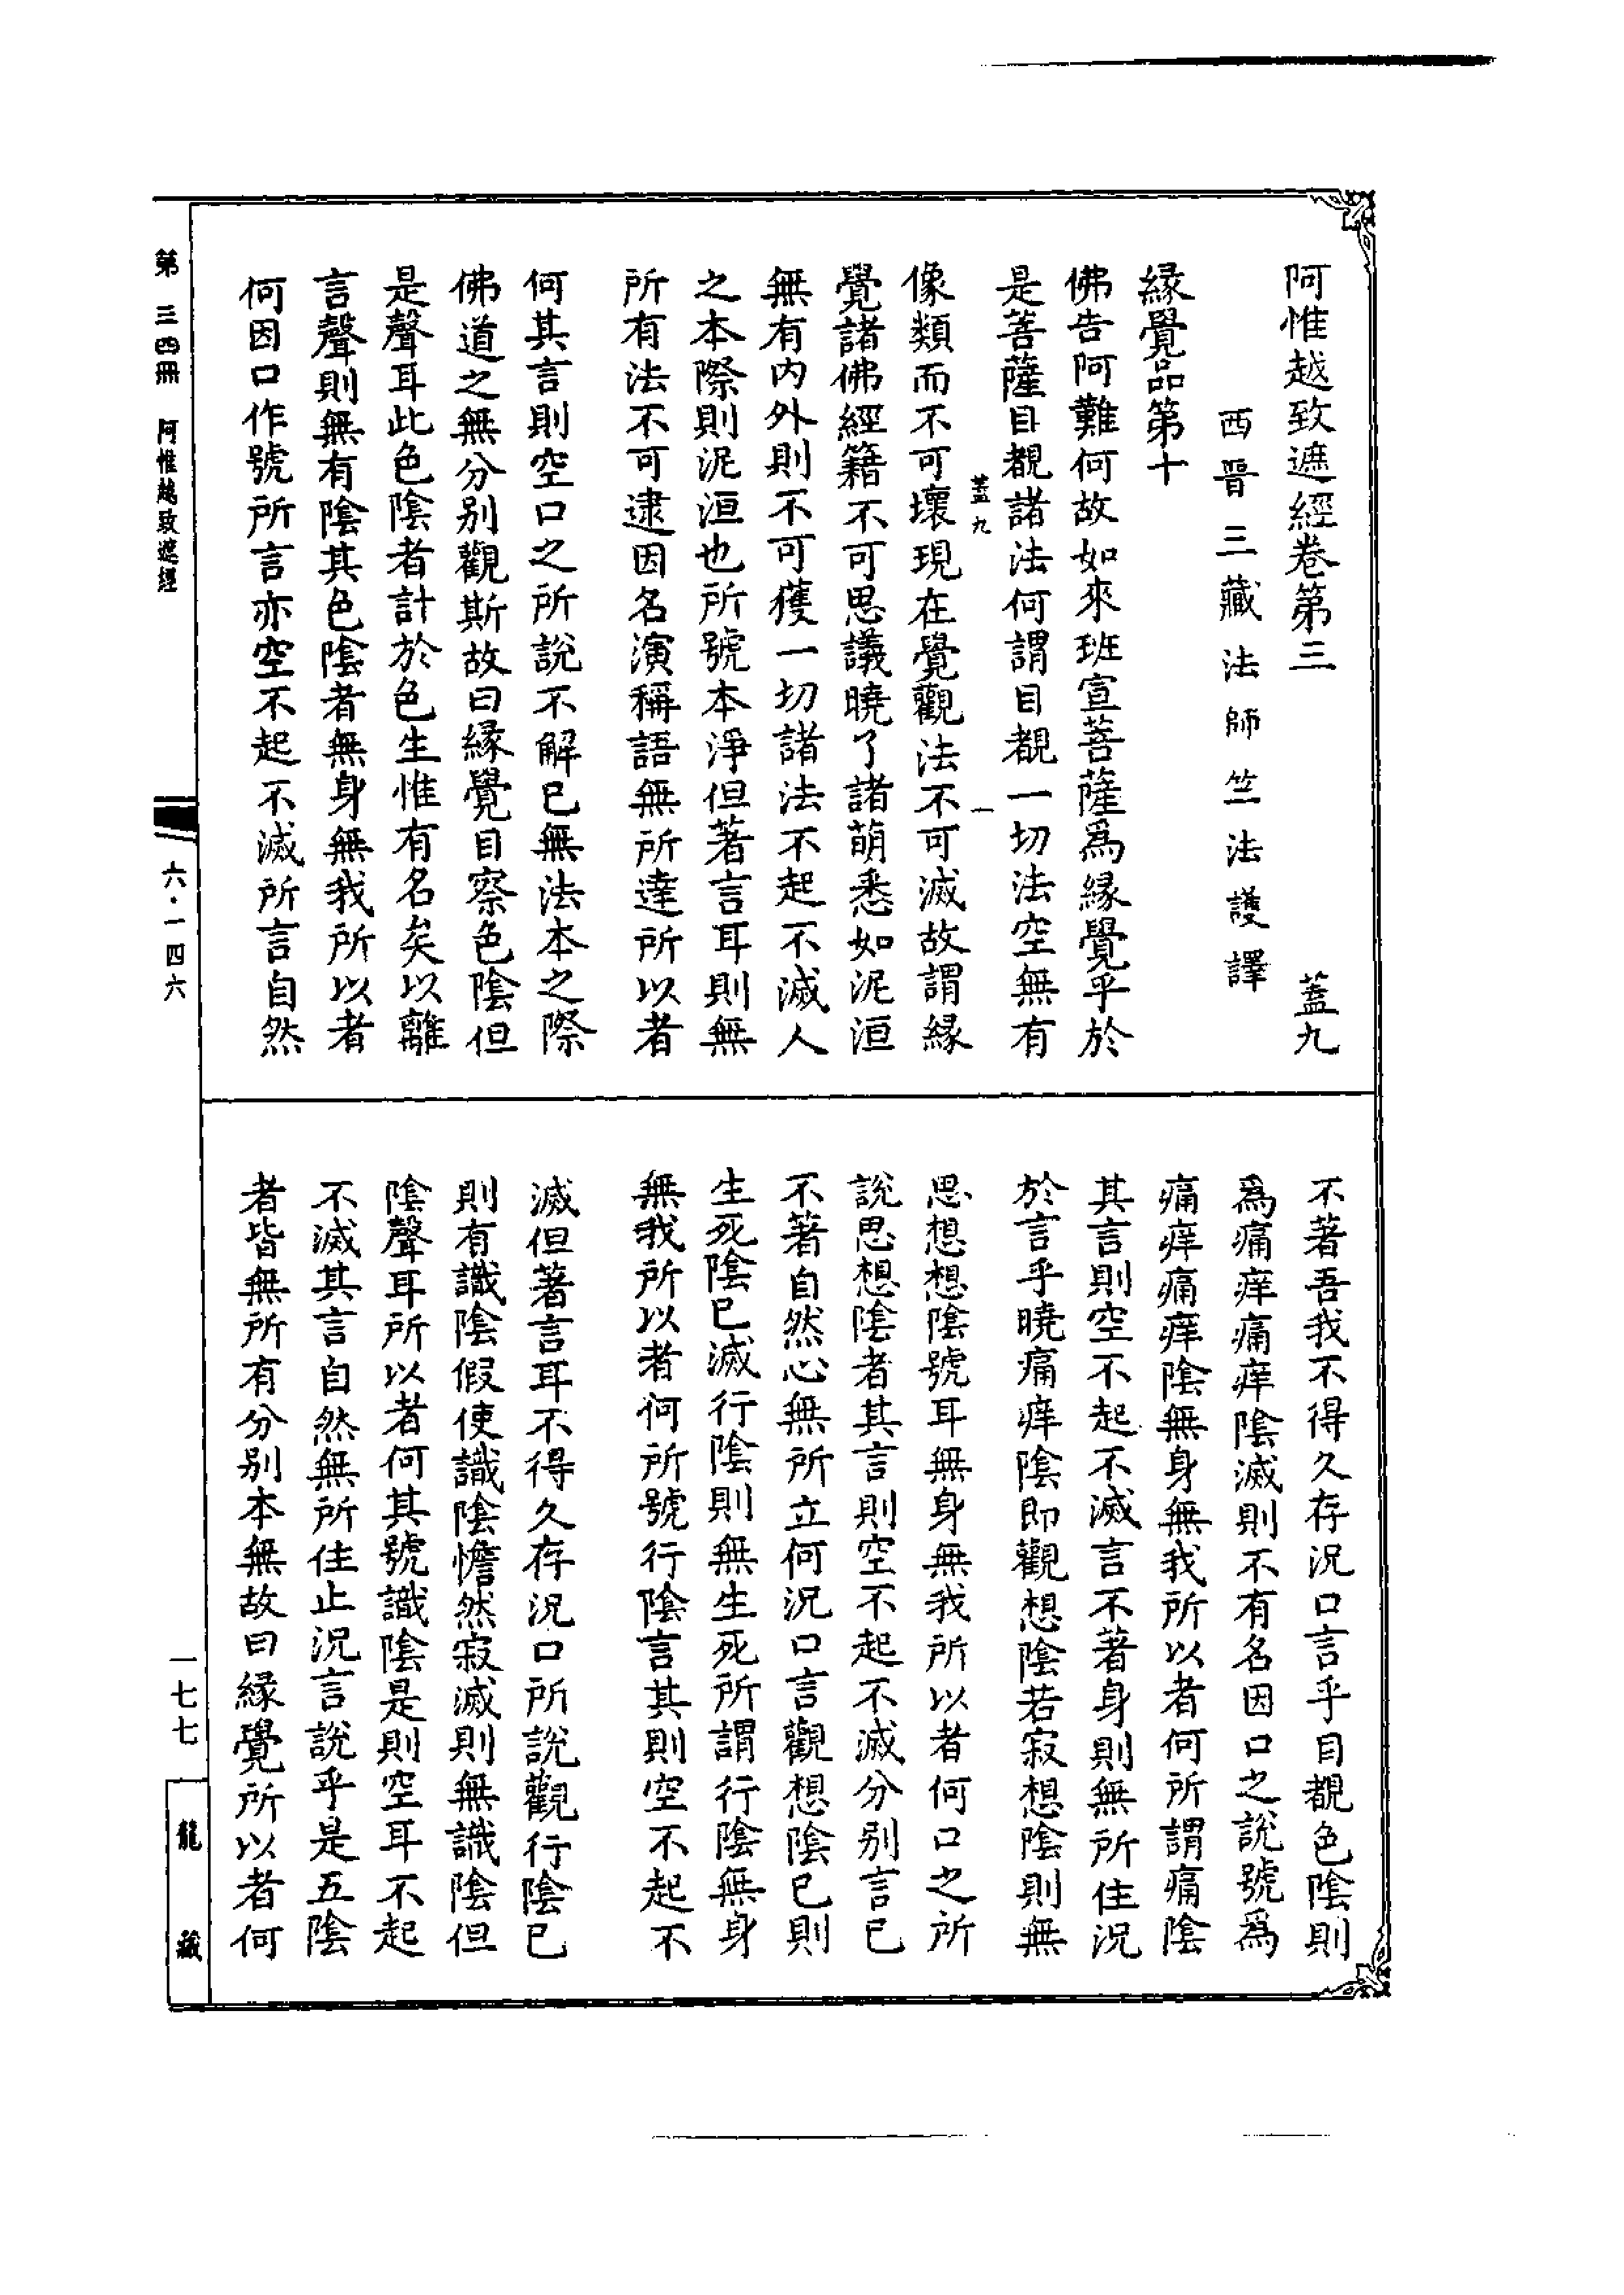 阿惟越致遮經卷第三　蓋九
西晉三藏法師竺法護譯
緣覺品第十
佛告阿難何故如來班宣菩薩爲緣覺乎於
是菩薩目覩諸法何謂目覩一切法空無有
蓋九　一
像類而不可壞現在覺觀法不可滅故謂緣
覺諸佛經籍不可思議曉了諸萌悉如泥洹
無有內外則不可獲一切諸法不起不滅人
之本際則泥洹也所號本淨但著言耳則無
所有法不可逮因名演稱語無所達所以者
何其言則空口之所說不解已無法本之際
佛道之無分別觀斯故曰緣覺目察色陰但
是聲耳此色陰者計於色生惟有名矣以離
言聲則無有陰其色陰者無身無我所以者
何因口作號所言亦空不起不滅所言自然
不著吾我不得久存況口言乎目覩色陰則
爲痛痒痛痒陰滅則不有名因口之說號爲
痛痒痛痒陰無身無我所以者何所謂痛陰
其言則空不起不滅言不著身則無所住況
於言乎曉痛痒陰即觀想陰若寂想陰則無
思想想陰號耳無身無我所以者何口之所
說思想陰者其言則空不起不滅分別言已
不著自然心無所立何況口言觀想陰已則
生死陰已滅行陰則無生死所謂行陰無身
無我所以者何所號行陰言其則空不起不
滅但著言耳不得久存況口所說觀行陰已
則有識陰假使識陰憺然寂滅則無識陰但
陰聲耳所以者何其號識陰是則空耳不起
不滅其言自然無所住止況言說乎是五陰
者皆無所有分別本無故曰緣覺所以者何
第三四冊　阿惟越致遮經
六·一四六
一七七
龍藏